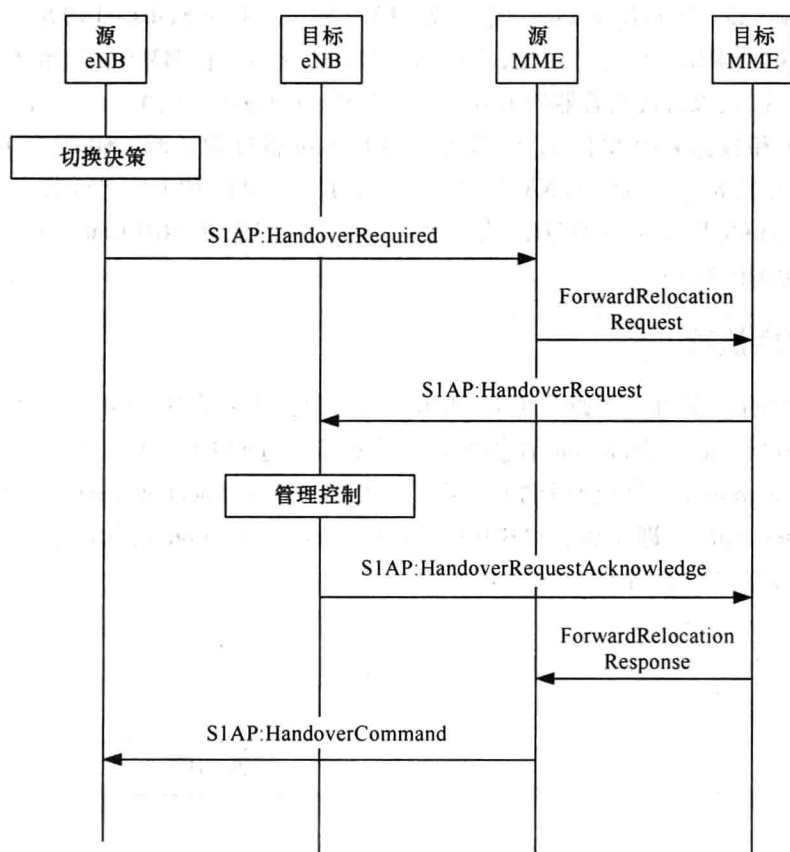 源
eNB
目标
eNB
源
MME
目标
MME
切换决策
S1AP:HandoverRequired
ForwardRelocation
Request
S1AP:HandoverRequest
管理控制
S1AP:HandoverRequestAcknowledge
ForwardRelocation
Response
S1AP:HandoverCommand